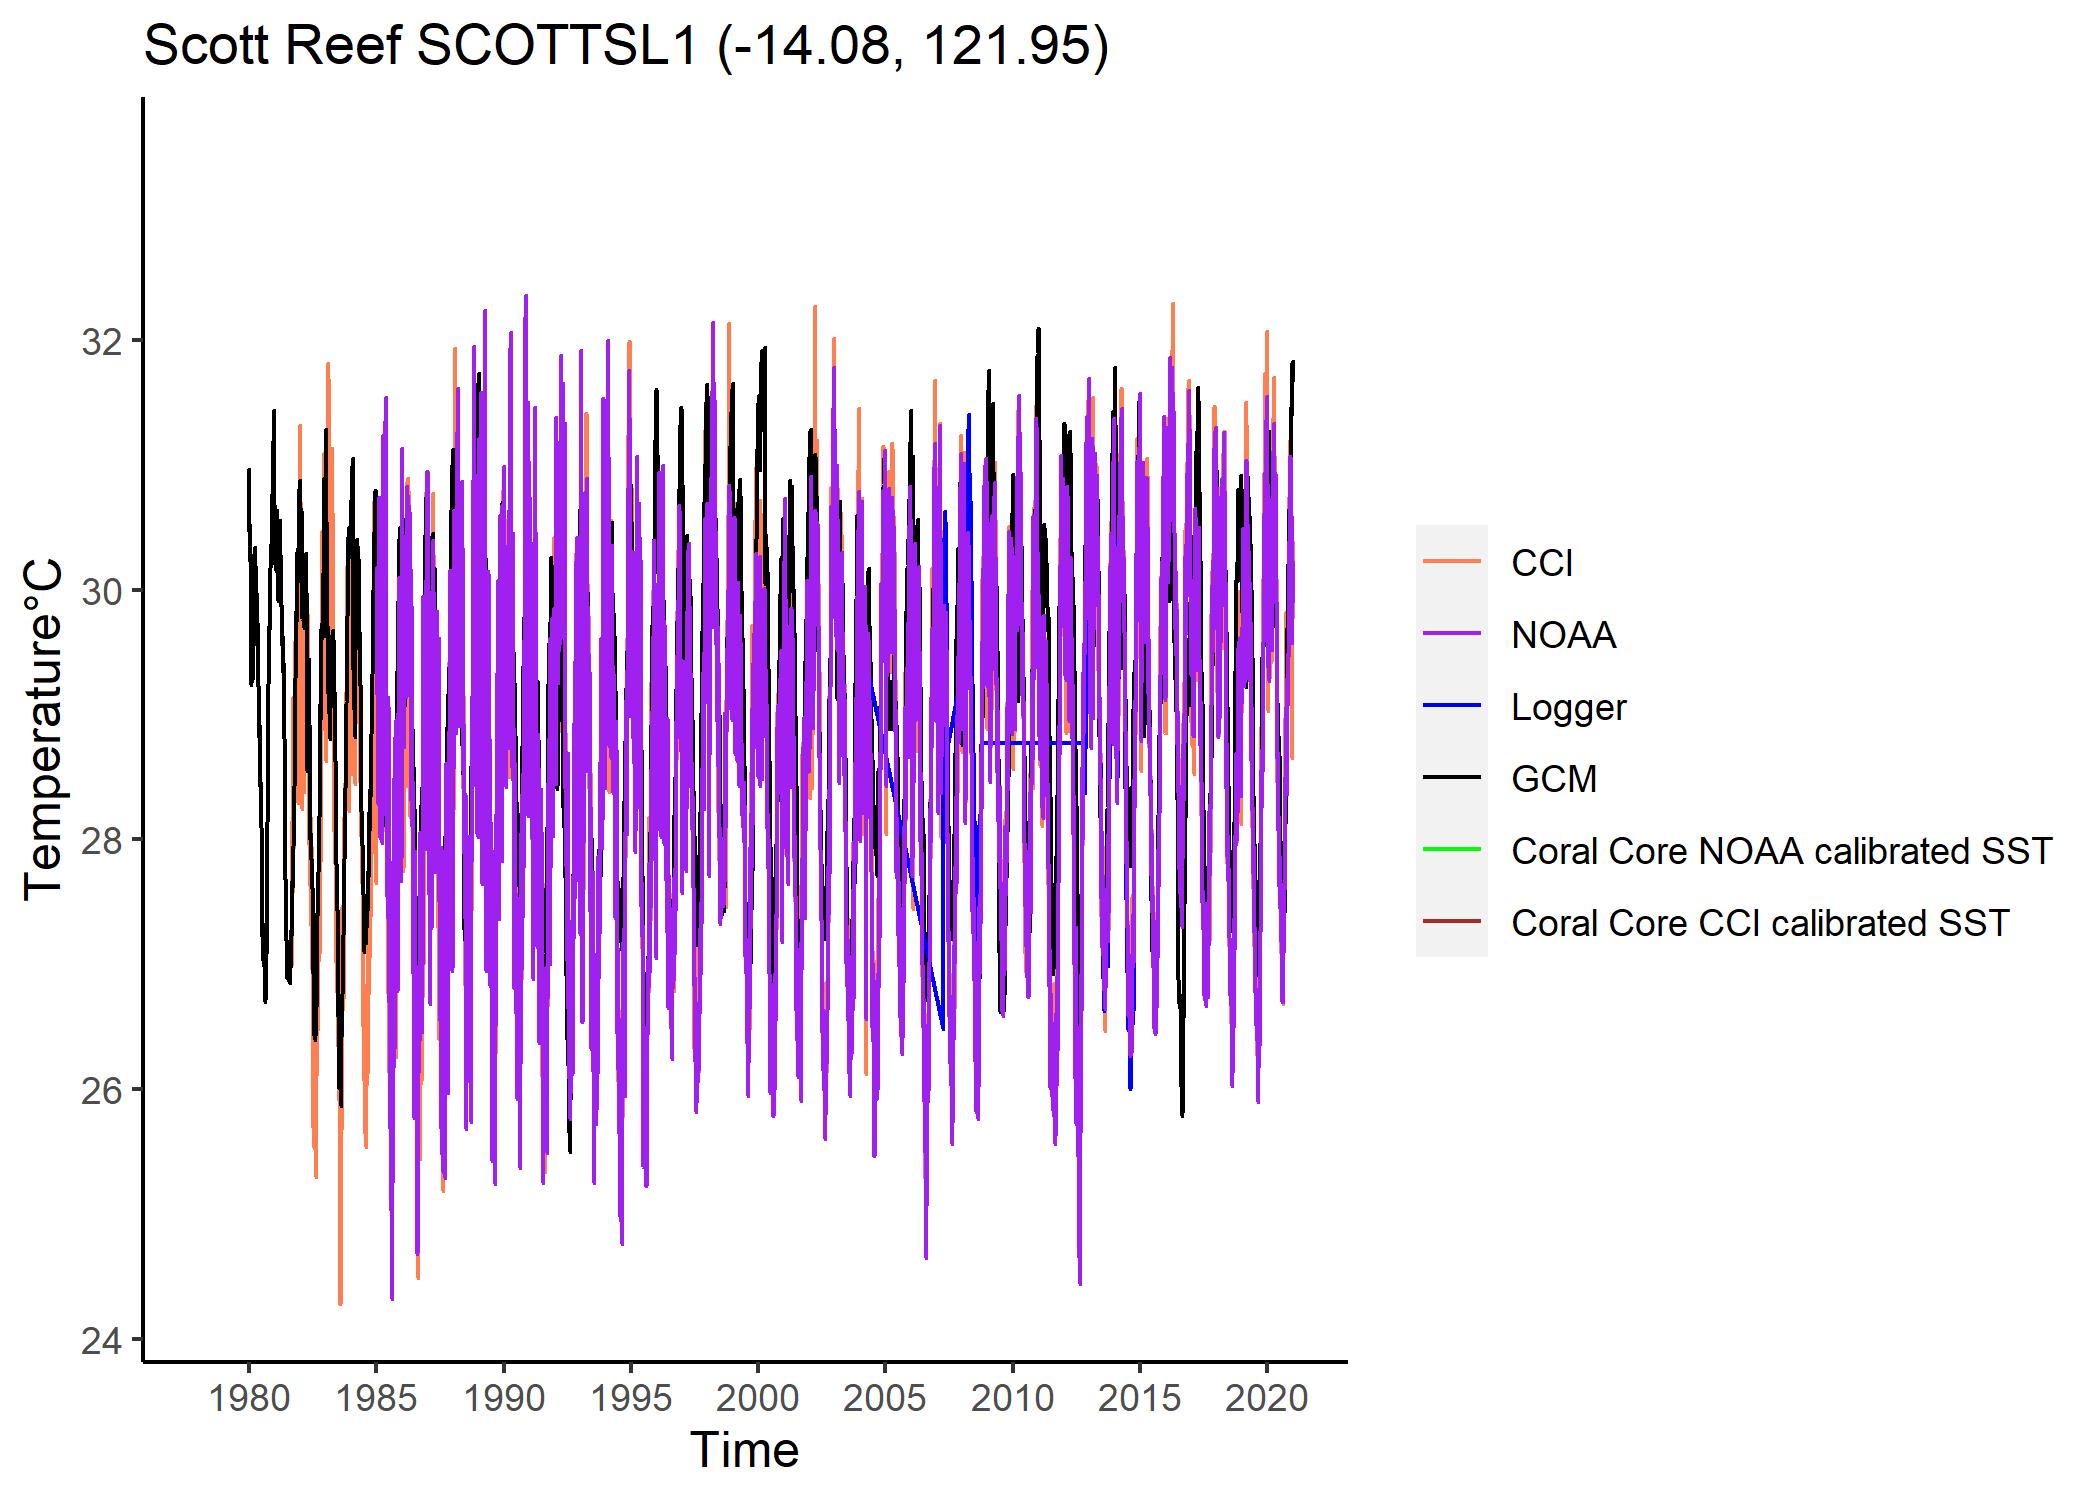 Scott Reef SCOTTSL1 (-14.08, 121.95)
Temperature°C
32
30
28
26
24
1980 1985 1990 1995 2000 2005 2010 2015 2020
Time
CCI
NOAA
Logger
GCM
Coral Core NOAA calibrated SST
Coral Core CCI calibrated SST